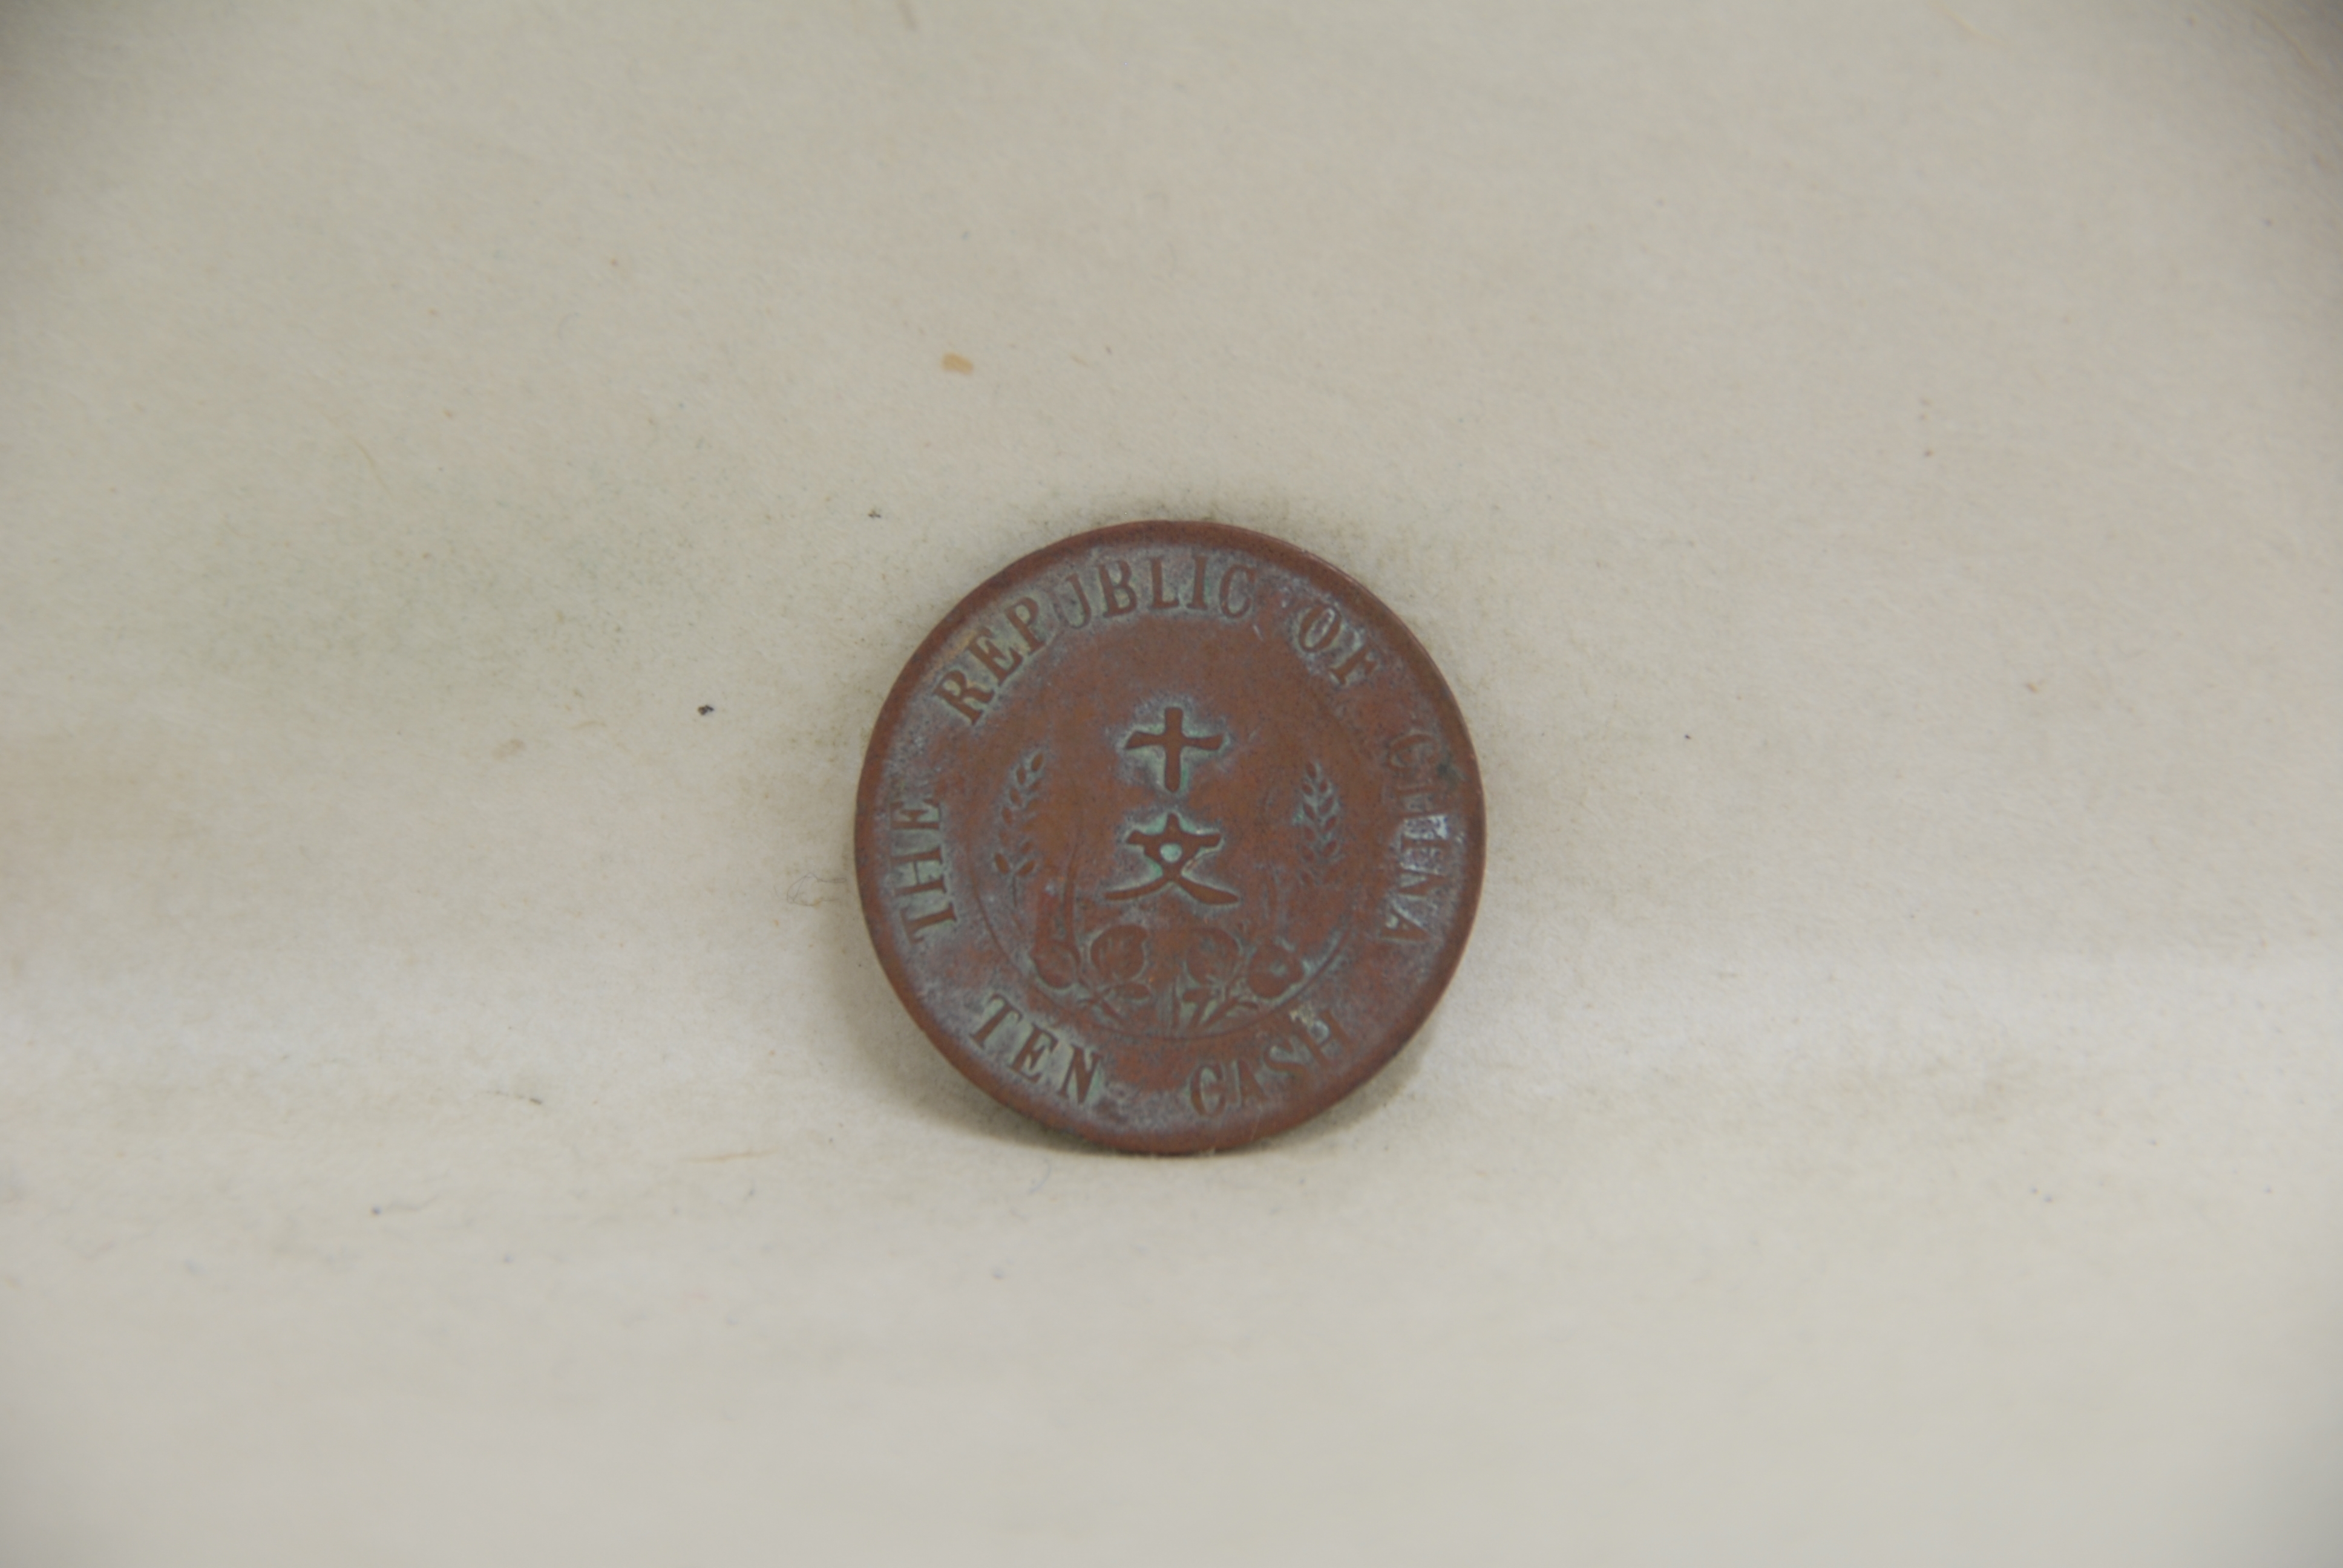 THE REPUBLIC OF CHINA
十文
TEN CASH